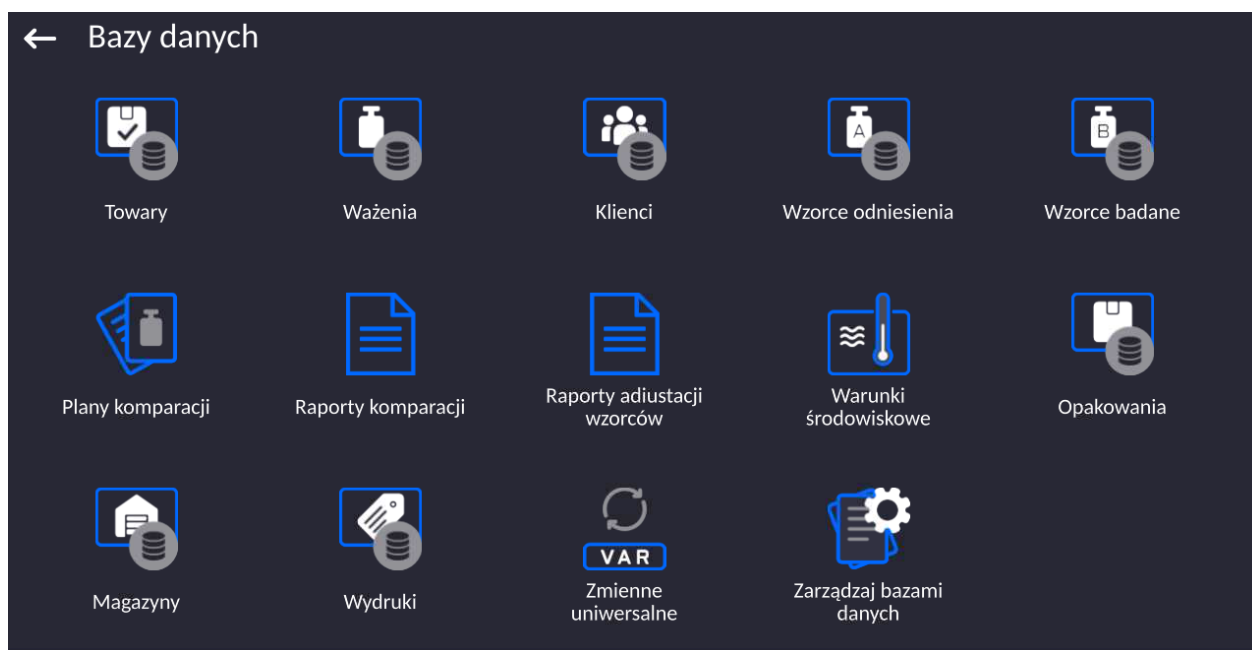 Bazy danych
Towary
Ważenia
Klienci
A
Wzorce odniesienia
B
Wzorce badane
Plany komparacji
Raporty komparacji
Raporty adiustacji
wzorców
Warunki
środowiskowe
Opakowania
Magazyny
Wydruki
VAR
Zmienne
uniwersalne
Zarządzaj bazami
danych